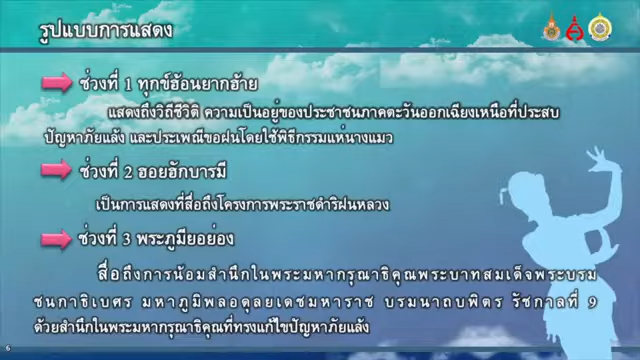 รูปแบบการแสดง
ช่วงที่ 1 ทุกข์ฮ้อนยากฮ้าย
แสดงถึงวิถีชีวิต ความเป็นอยู่ของประชาชนภาคตะวันออกเฉียงเหนือที่ประสบ
ปัญหาภัยแล้ง และประเพณีขอฝนโดยใช้พิธีกรรมแห่นางแมว
ช่วงที่ 2 ฮอยฮักบารมี
เป็นการแสดงที่สื่อถึงโครงการพระราชดำริฝนหลวง
ช่วงที่ 3 พระภูมียอย่อง
สื่อถึงการน้อมสำนึกในพระมหากรุณาธิคุณพระบาทสมเด็จพระบรม
ชนกาธิเบศร มหาภูมิพลอดุลยเดชมหาราช บรมนาถบพิตร รัชกาลที่ 9
ด้วยสำนึกในพระมหากรุณาธิคุณที่ทรงแก้ไขปัญหาภัยแล้ง
6